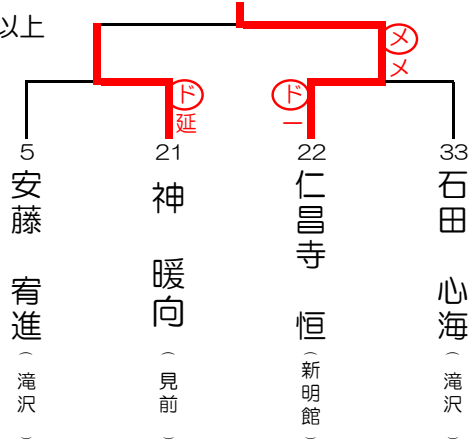 以上
メ
メ
ド
延
ド
一
5
21
22
33
安藤 宥進（滝沢）
神 暖向（見前）
仁昌寺 恒（新明館）
石田 心海（滝沢）